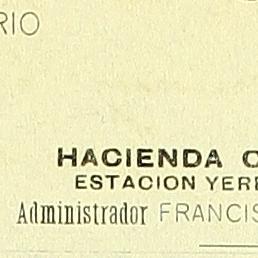 RIO
HACIENDA
ESTACION YERE
Administrador FRANCIS